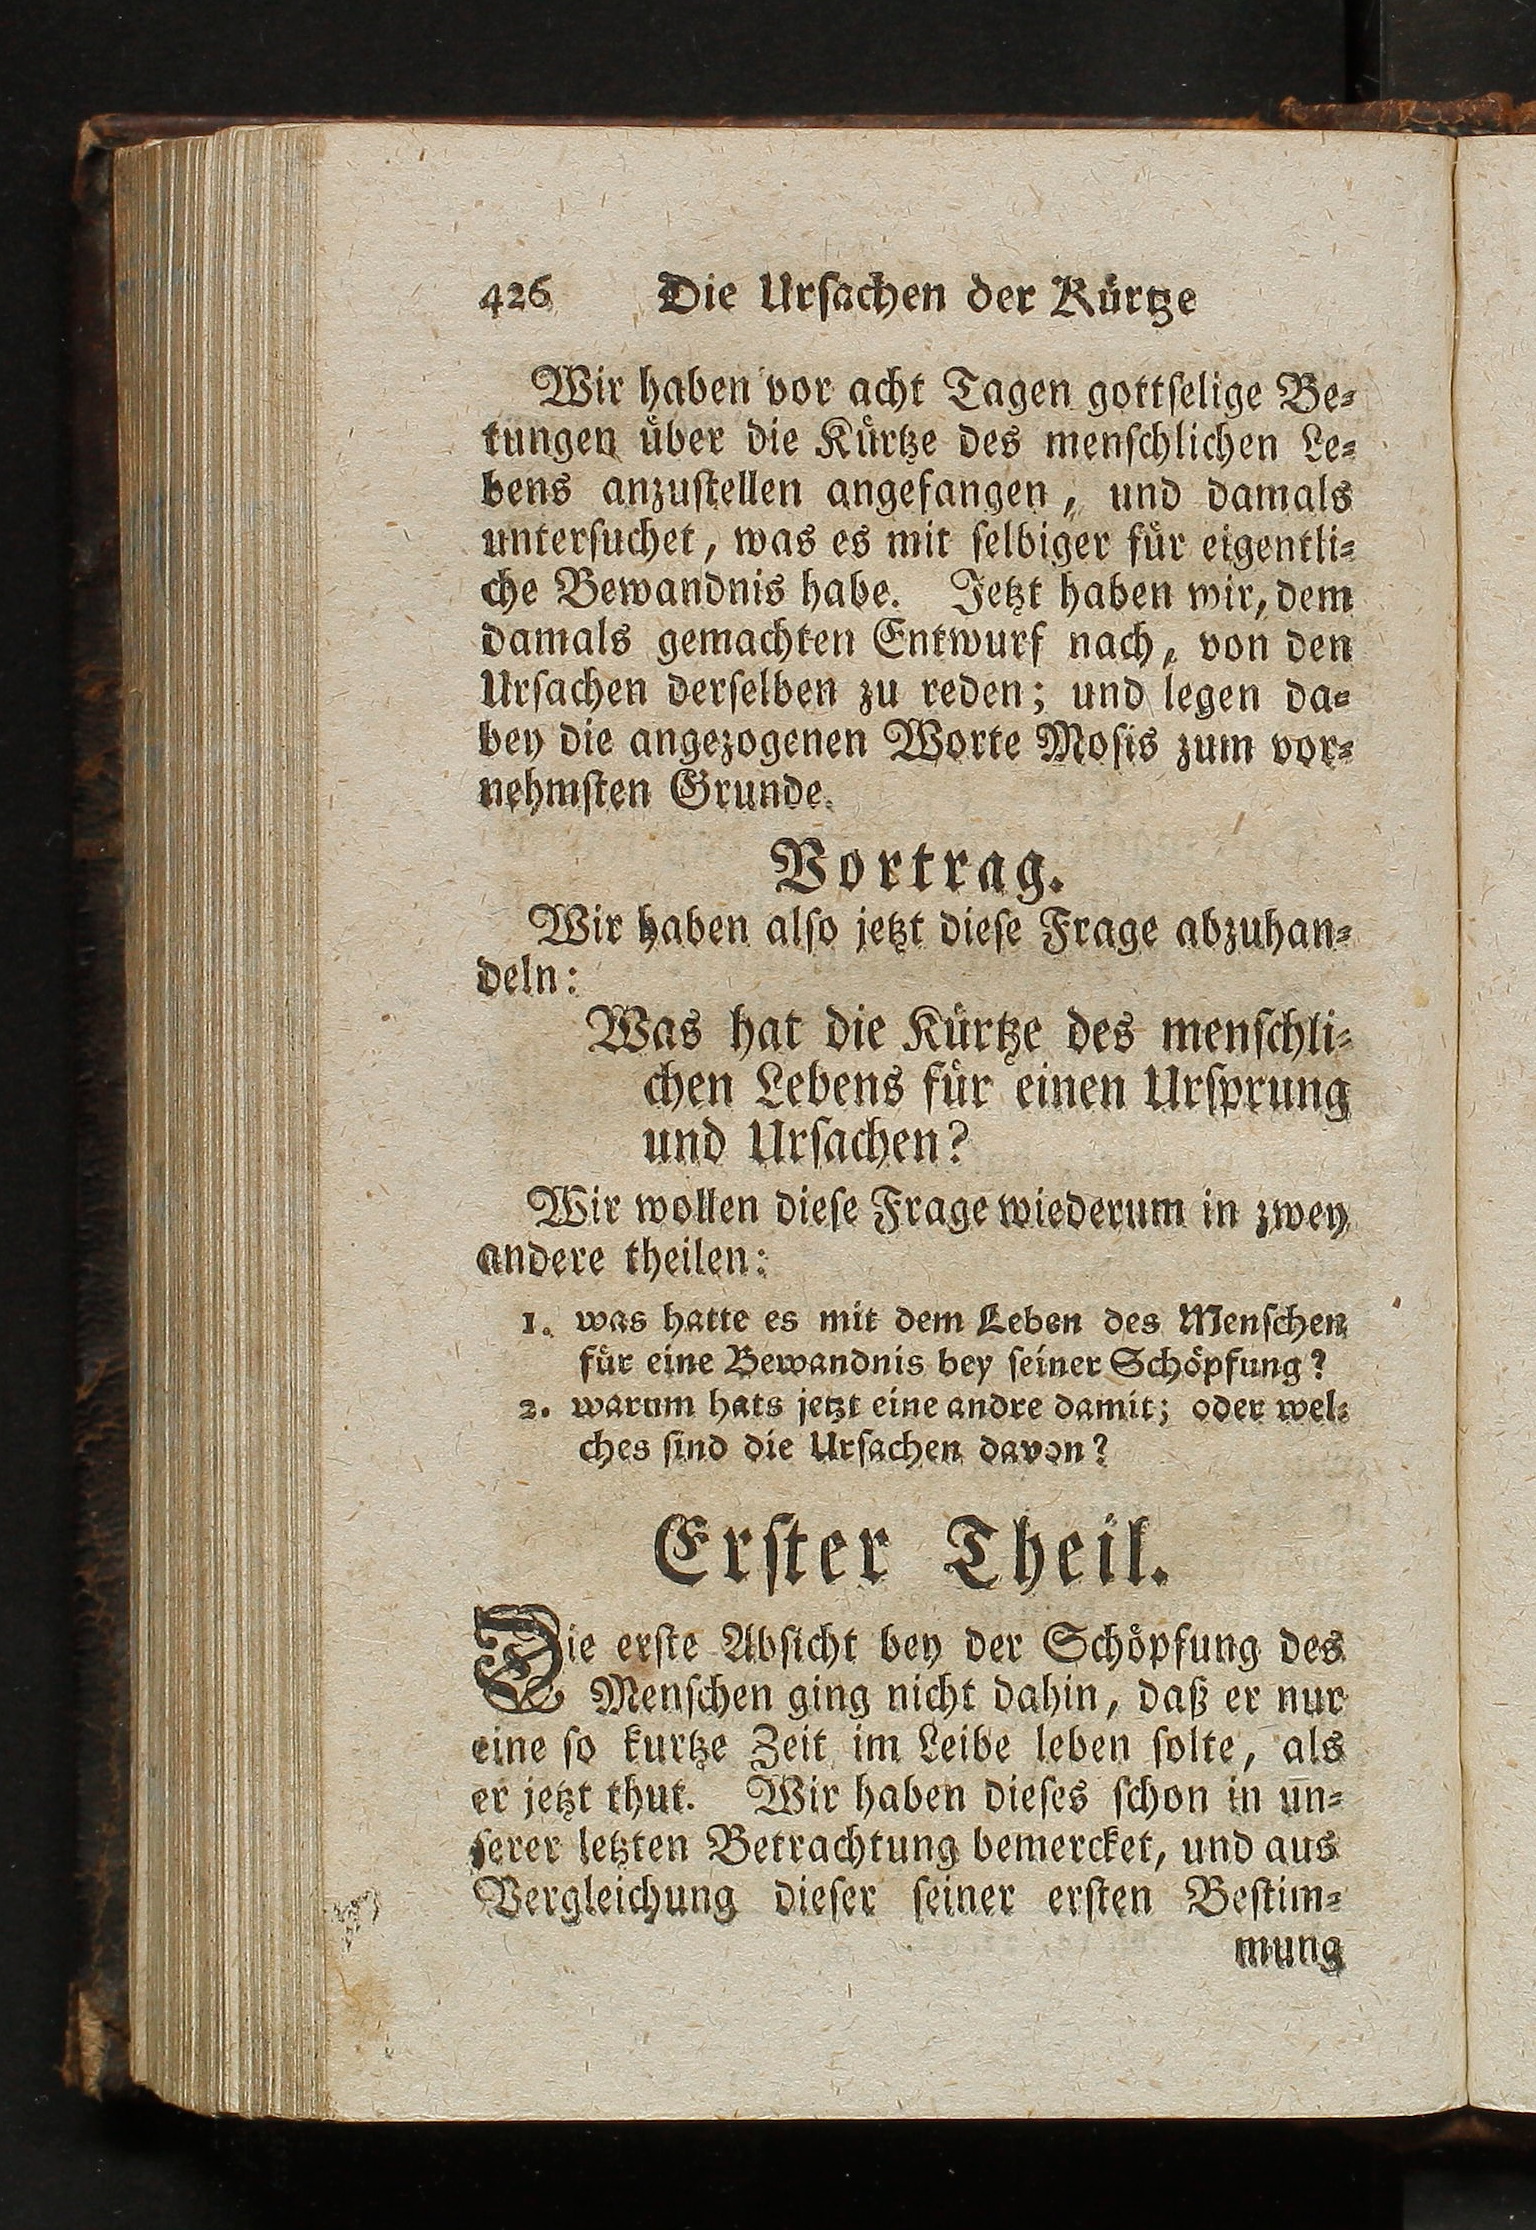 426 Die Urſachen der Kürtze
Wir haben vor acht Tagen gottſelige Be⸗
tungen über die Kürtze des menſchlichen Le⸗
bens anzuſtellen angefangen, und damals
unterſuchet, was es mit ſelbiger für eigentli⸗
che Bewandnis habe. Jetzt haben wir, dem
damals gemachten Entwurf nach, von den
Urſachen derſelben zu reden; und legen da⸗
bey die angezogenen Worte Moſis zum vor⸗
nehmſten Grunde.
Vortrag.
Wir haben alſo jetzt dieſe Frage abzuhan⸗
deln:
Was hat die Kürtze des menſchli⸗
chen Lebens für einen Urſprung
und Urſachen?
Wir wollen dieſe Frage wiederum in zwey
andere theilen:
1. was hatte es mit dem Leben des Menſchen
für eine Bewandnis bey ſeiner Schöpfung?
2. warum hats jetzt eine andre damit; oder wel⸗
ches ſind die Urſachen davon?
Erſter Theil.
Die erſte Abſicht bey der Schöpfung des
Menſchen ging nicht dahin, daß er nur
eine ſo kurtze Zeit im Leibe leben ſolte, als
er jetzt thut. Wir haben dieſes ſchon in un⸗
ſerer letzten Betrachtung bemercket, und aus
Vergleichung dieſer ſeiner erſten Beſtim⸗
mung